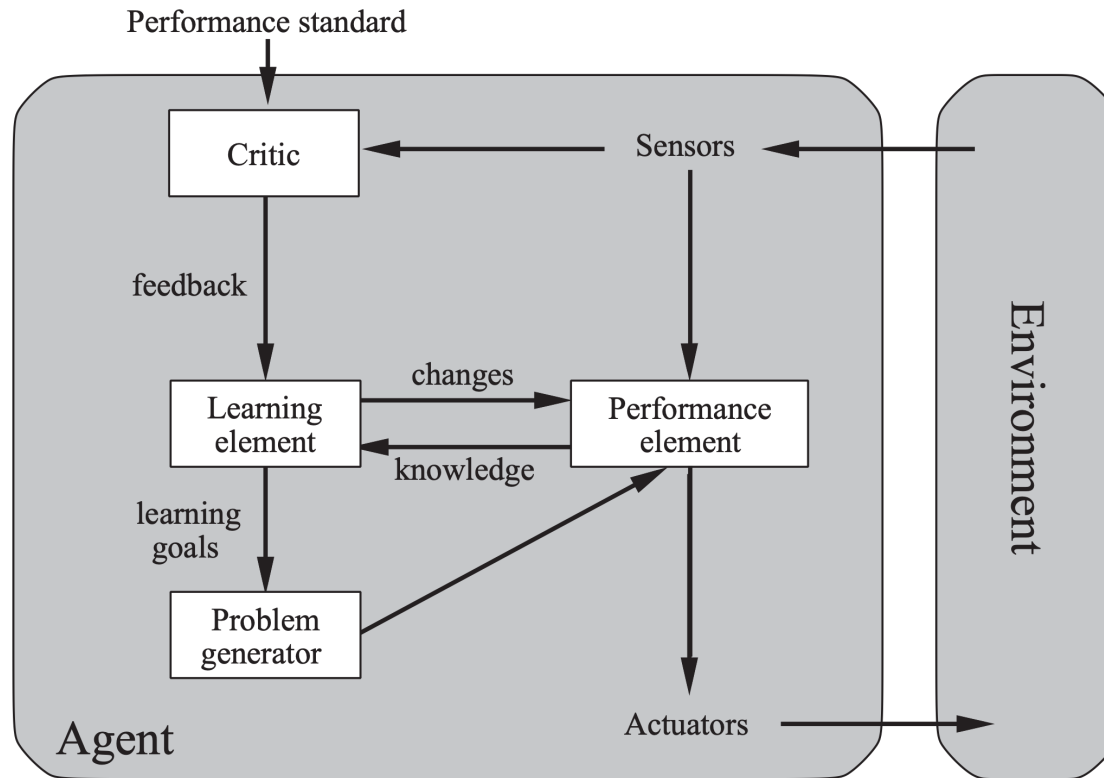 Performance standard
Critic
Sensors
feedback
Learning
element
changes
knowledge
Performance
element
learning
goals
Problem
generator
Actuators
Agent
Environment